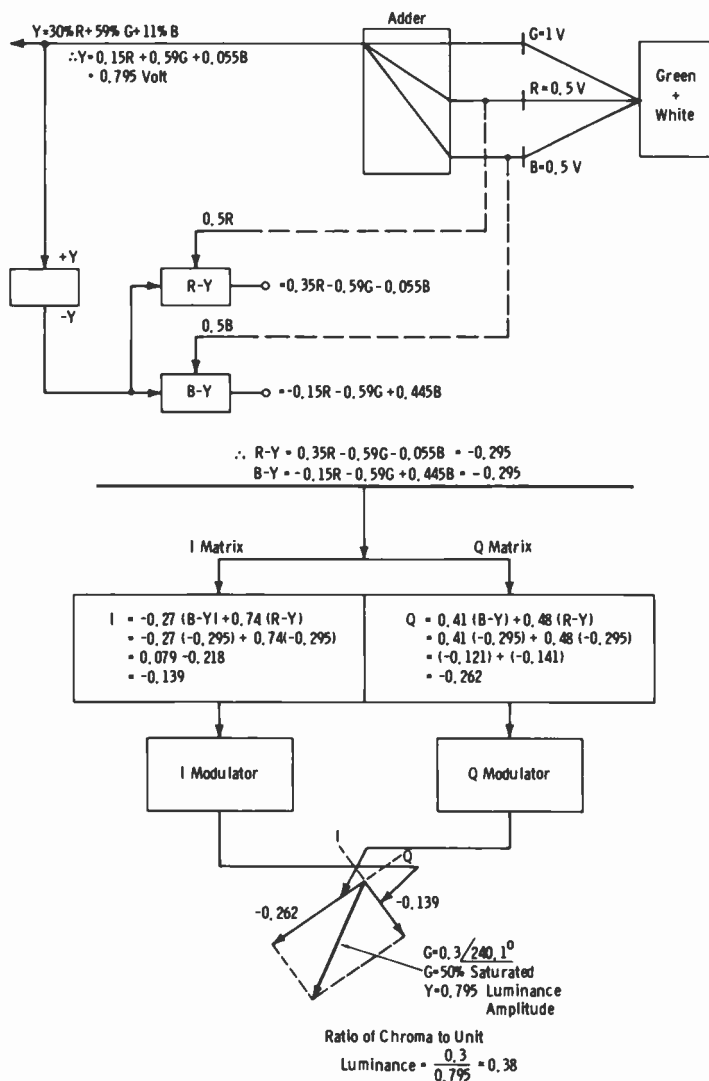 Y=30%R+59%G+11%B
∴Y=0.15R+0.59G+0.055B
= 0.795 Volt
Adder
G=1 V
R=0.5 V
B=0.5 V
Green
+
White
0.5R
+Y
-Y
R-Y
=0.35R-0.59G-0.055B
0.5B
B-Y
=-0.15R-0.59G+0.445B
∴ R-Y = 0.35R-0.59G-0.055B = -0.295
B-Y = -0.15R-0.59G+0.445B = -0.295
I Matrix
Q Matrix
I = -0.27 (B-Y) + 0.74 (R-Y)
= -0.27 (-0.295) + 0.74(-0.295)
= 0.079 -0.218
= -0.139
Q = 0.41 (B-Y) + 0.48 (R-Y)
= 0.41 (-0.295) + 0.48 (-0.295)
= (-0.121) + (-0.141)
= -0.262
I Modulator
Q Modulator
I
Q
-0.262
-0.139
G=0.3/240.1°
G=50% Saturated
Y=0.795 Luminance
Amplitude
Ratio of Chroma to Unit
Luminance = 0.3/0.795 = 0.38